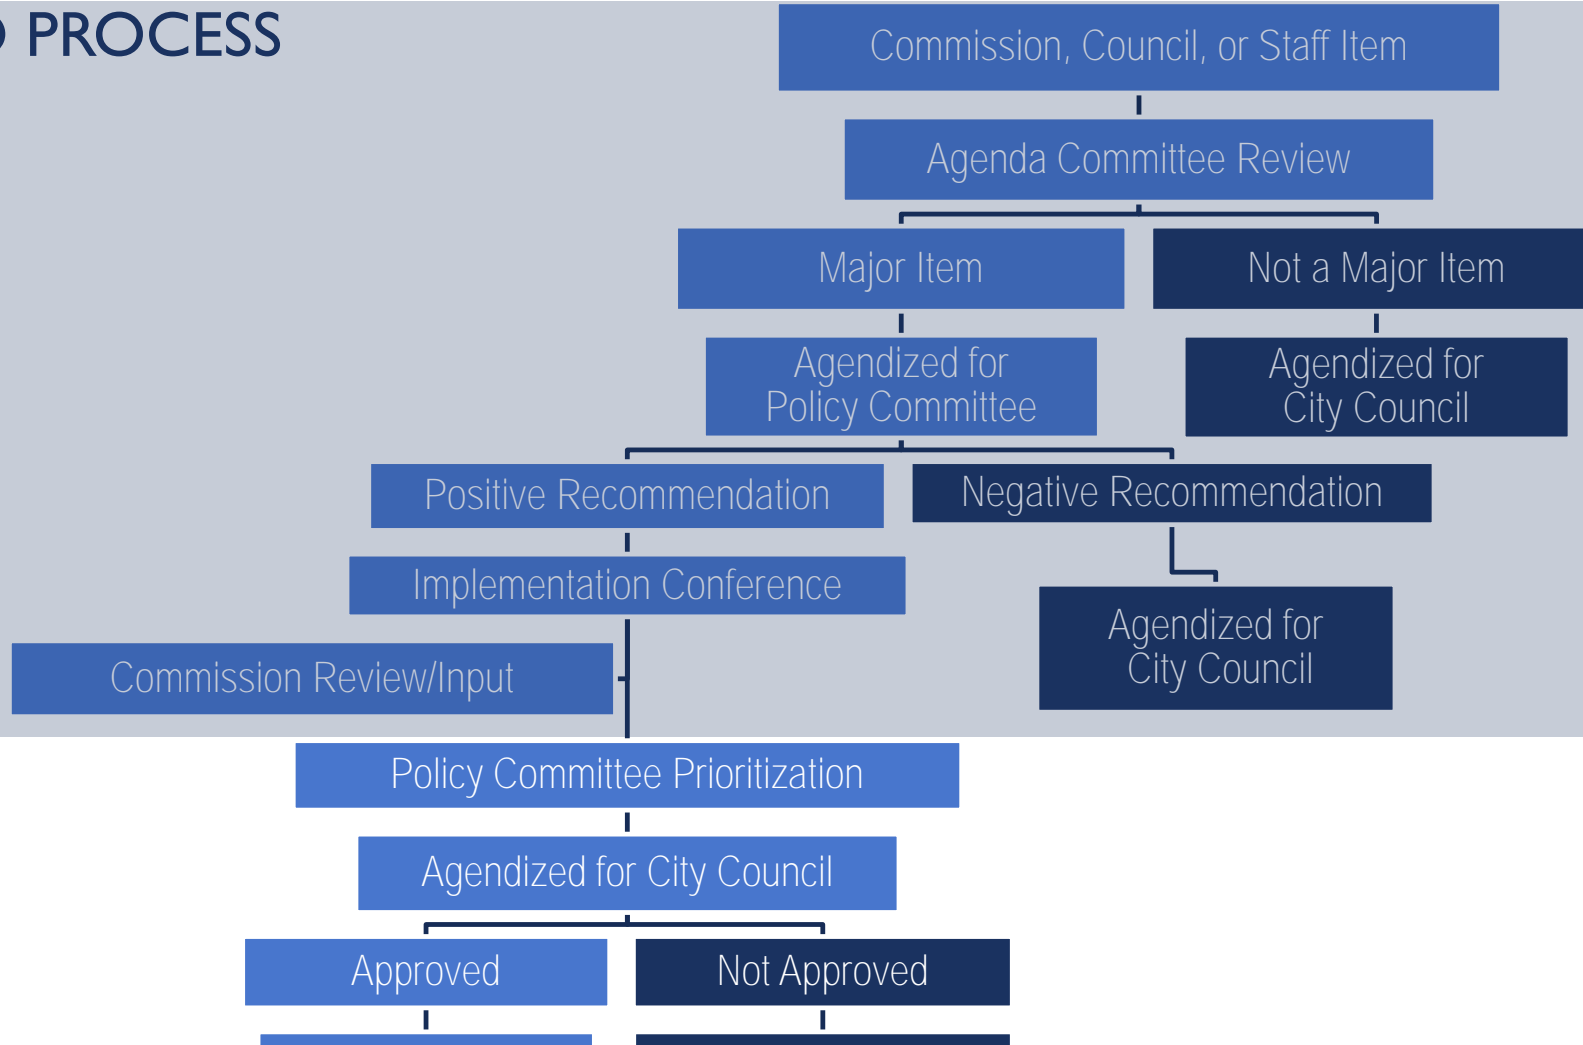 PROCESS
Commission, Council, or Staff Item
Agenda Committee Review
Major Item
Not a Major Item
Agendized for
Policy Committee
Agendized for
City Council
Positive Recommendation
Negative Recommendation
Implementation Conference
Agendized for
City Council
Commission Review/Input
Policy Committee Prioritization
Agendized for City Council
Approved
Not Approved